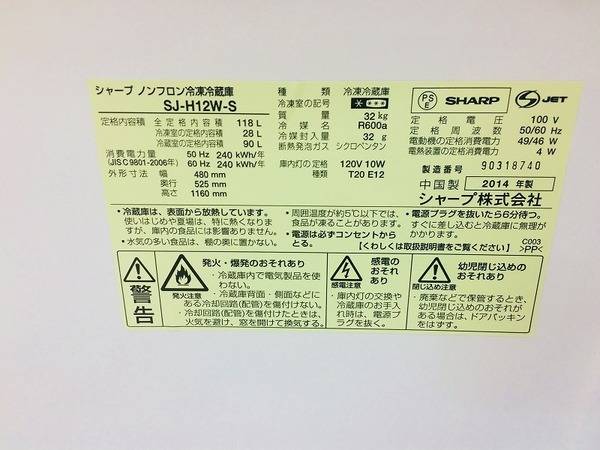 シャープ ノンフロン冷凍冷蔵庫
SJ-H12W-S
定格内容積 全定格内容積 118 L
冷凍室の定格内容積 28 L
冷蔵室の定格内容積 90 L
消費電力量 50 Hz 240 kWh/年
(JIS C 9801-2006年) 60 Hz 240 kWh/年
外形寸法 幅 480 mm
奥行 525 mm
高さ 1160 mm
種類 冷凍冷蔵庫
冷凍室の記号
質量 32 kg
冷媒名 R600a
冷媒封入量 32 g
断熱発泡ガス シクロペンタン
庫内灯の定格 120V 10W
T20 E12
PS
E
SHARP
JET
定格電圧 100 V
定格周波数 50/60 Hz
電動機の定格消費電力 49/46 W
電熱装置の定格消費電力 4 W
製造番号 90318740
中国製 2014 年製
シャープ株式会社
・冷蔵庫は、表面から放熱しています。
使いはじめや夏場は、特に熱くなり
ますが、庫内の食品には影響ありません。
・水気の多い食品は、棚の奥に置かない。
・周囲温度が約5℃以下では、
食品が凍ることがあります。
・電源は必ずコンセントから
とる。
・電源プラグを抜いたら6分待つ。
すぐに差し込むと冷蔵庫に無理が
かかります。
【くわしくは取扱説明書をご覧ください】
C003
>PP<
警告
発火・爆発のおそれあり
発火注意
・冷蔵庫内で電気製品を使
わない。
・冷蔵庫背面・側面などに
ある冷却回路(配管)を傷付けない。
・冷却回路(配管)を傷付けたときは、
火気を避け、窓を開けて換気する。
感電の
おそれあり
感電注意
・庫内灯の交換や
冷蔵庫のお手入
れ時は、電源プ
ラグを抜く。
幼児閉じ込めの
おそれあり
・廃棄などで保管するとき、
幼児閉じ込めのおそれが
ある場合は、ドアパッキン
をはずす。